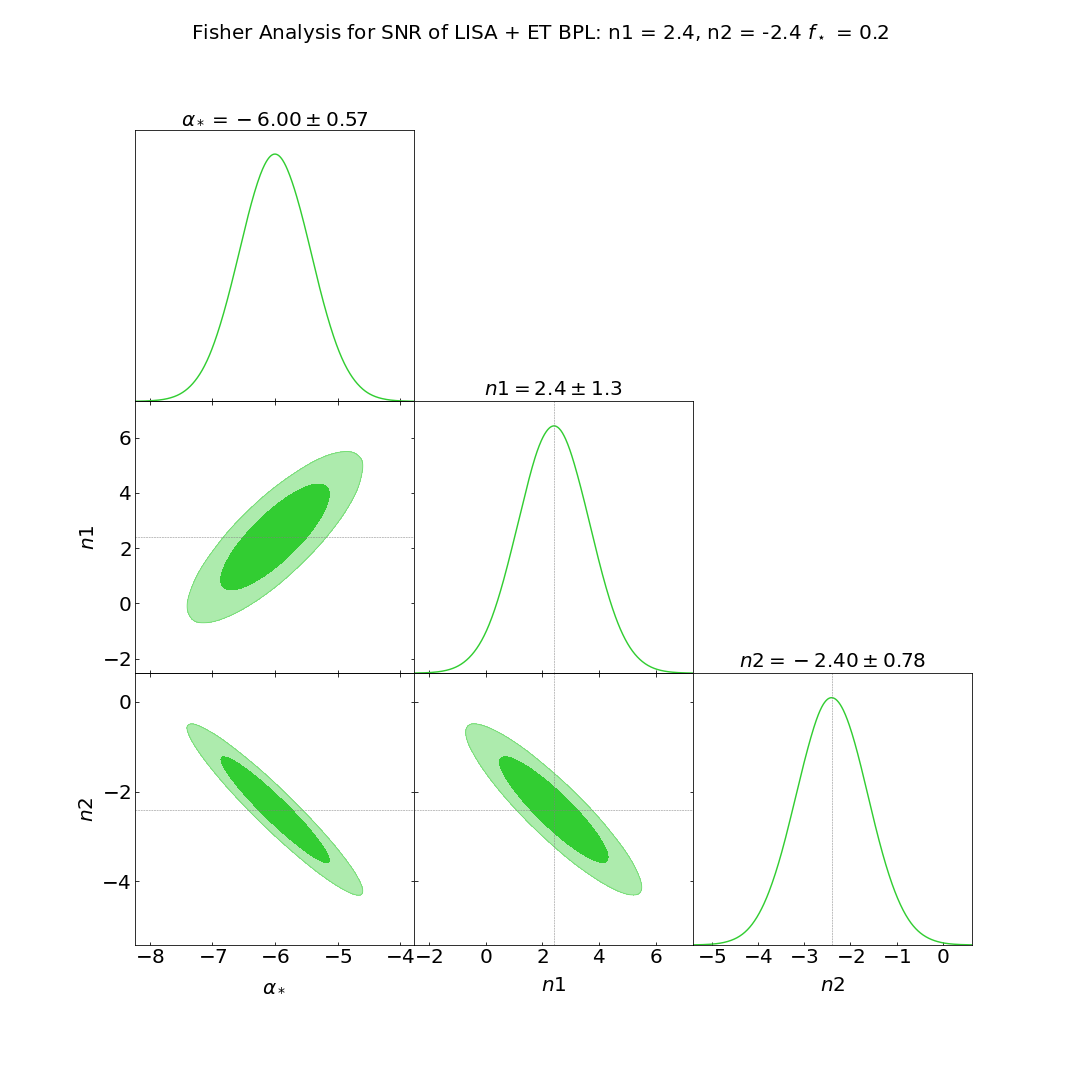 Fisher Analysis for SNR of LISA + ET BPL: n1 = 2.4, n2 = -2.4 f⋆ = 0.2
α* = −6.00 ± 0.57
n1 = 2.4 ± 1.3
6
4
2
0
−2
n1
n2 = −2.40 ± 0.78
0
−2
−4
n2
−8 −7 −6 −5 −4 −2 0 2 4 6 −5 −4 −3 −2 −1 0
α* n1 n2